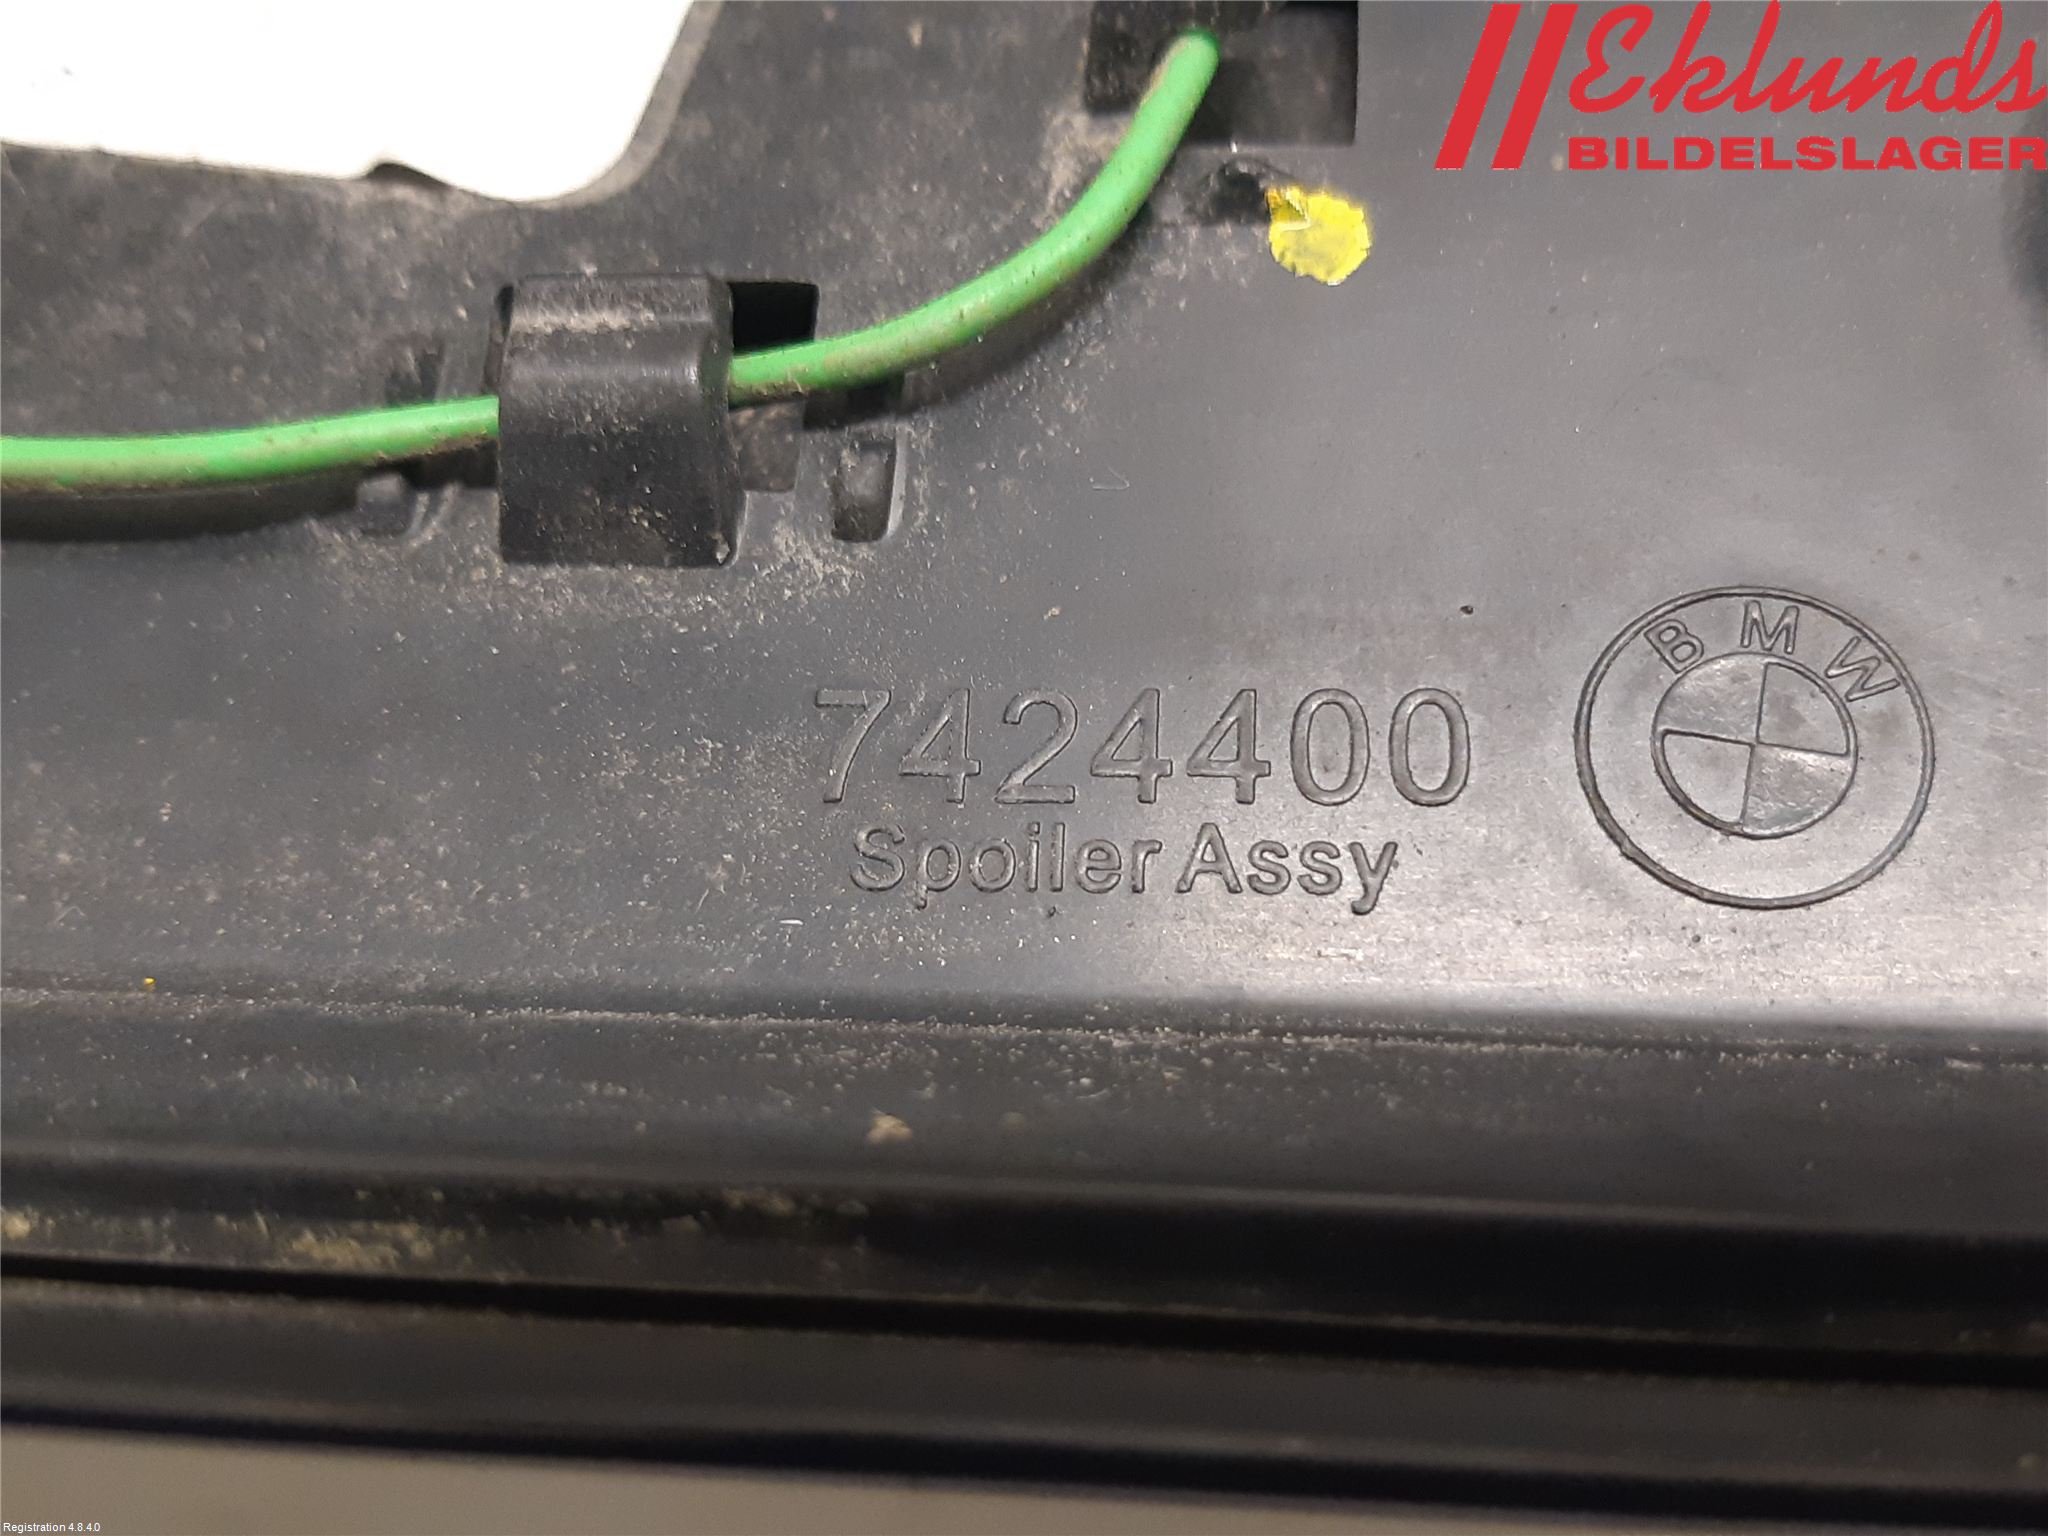 Eklunds
BILDELSLAGER
BMW
7424400
Spoiler Assy
Registration 4.8.4.0